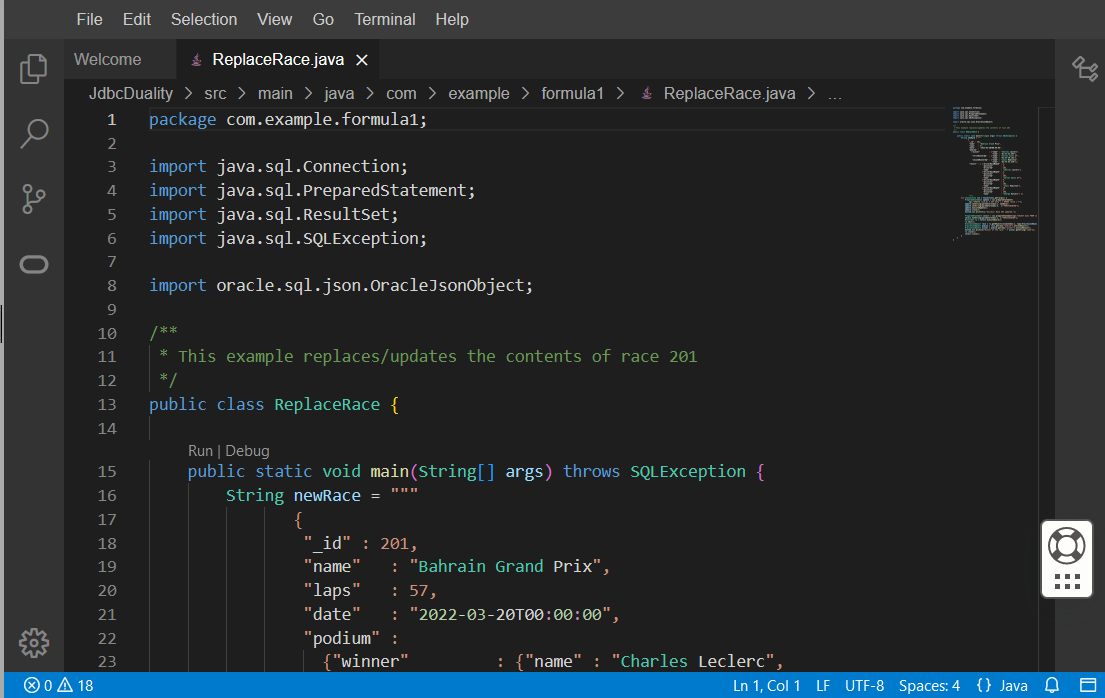 File Edit Selection View Go Terminal Help
Welcome ReplaceRace.java
JdbcDuality > src > main > java > com > example > formula1 > ReplaceRace.java > ...
1 package com.example.formula1;
2
3 import java.sql.Connection;
4 import java.sql.PreparedStatement;
5 import java.sql.ResultSet;
6 import java.sql.SQLException;
7
8 import oracle.sql.json.OracleJsonObject;
9
10 /**
11 * This example replaces/updates the contents of race 201
12 */
13 public class ReplaceRace {
14
Run | Debug
15 public static void main(String[] args) throws SQLException {
16 String newRace = """
17 {
18 "_id" : 201,
19 "name" : "Bahrain Grand Prix",
20 "laps" : 57,
21 "date" : "2022-03-20T00:00:00",
22 "podium" :
23 {"winner" : {"name" : "Charles Leclerc",
0 18 Ln 1, Col 1 LF UTF-8 Spaces: 4 {} Java